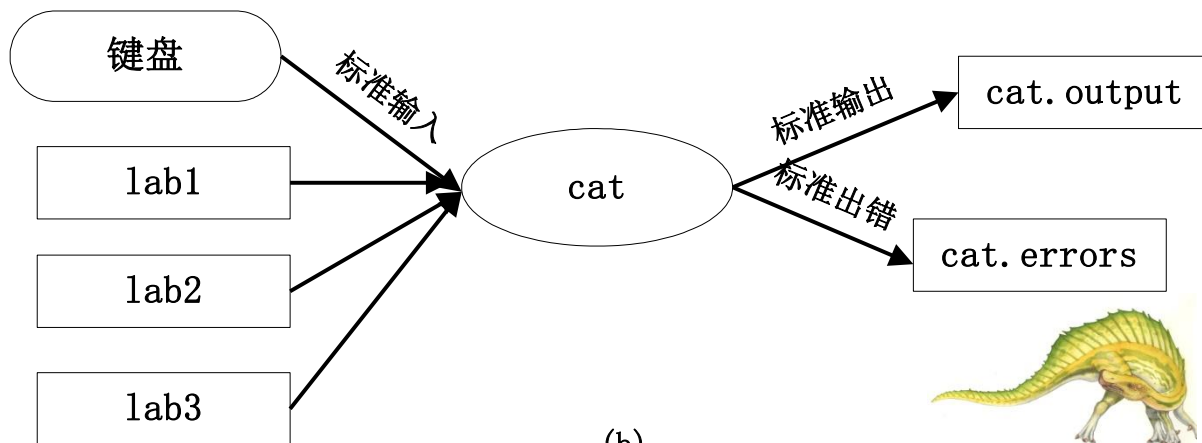 键盘
标准输入
lab1
lab2
lab3
cat
标准输出
标准出错
cat.output
cat.errors
(b)